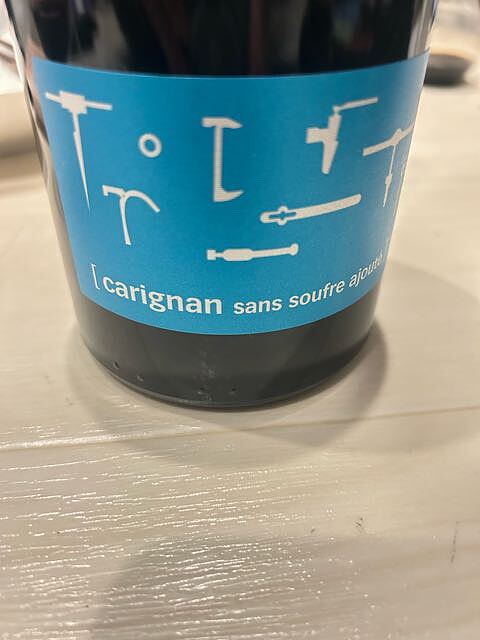 [ carignan sans soufre ajouté